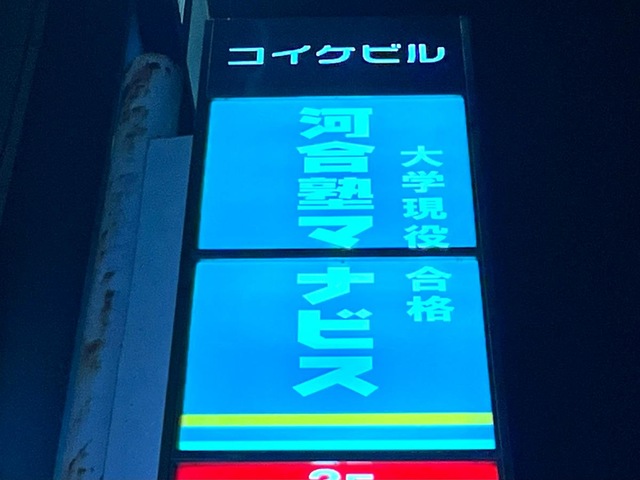 コイケビル
大学現役合格
河合塾マナビス